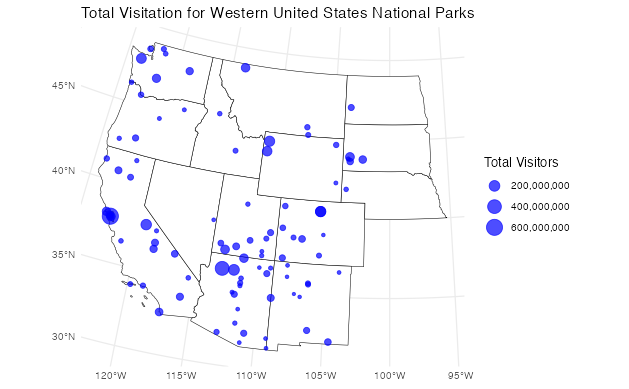 Total Visitation for Western United States National Parks
45°N
40°N
35°N
30°N
120°W
115°W
110°W
105°W
100°W
95°W
Total Visitors
200,000,000
400,000,000
600,000,000